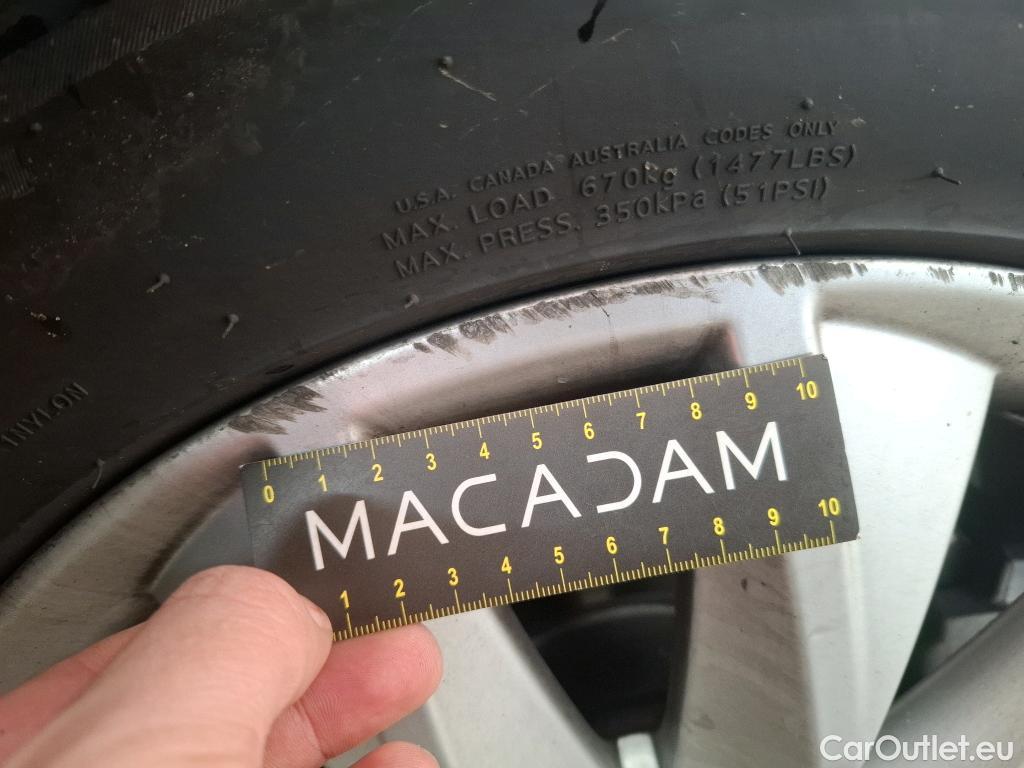 U.S.A. CANADA AUSTRALIA CODES ONLY
MAX. LOAD 670kg (1477LBS)
MAX. PRESS. 350kPa (51PSI)
1NYLON
0 1 2 3 4 5 6 7 8 9 10
MACADAM
1 2 3 4 5 6 7 8 9 10
CarOutlet.eu